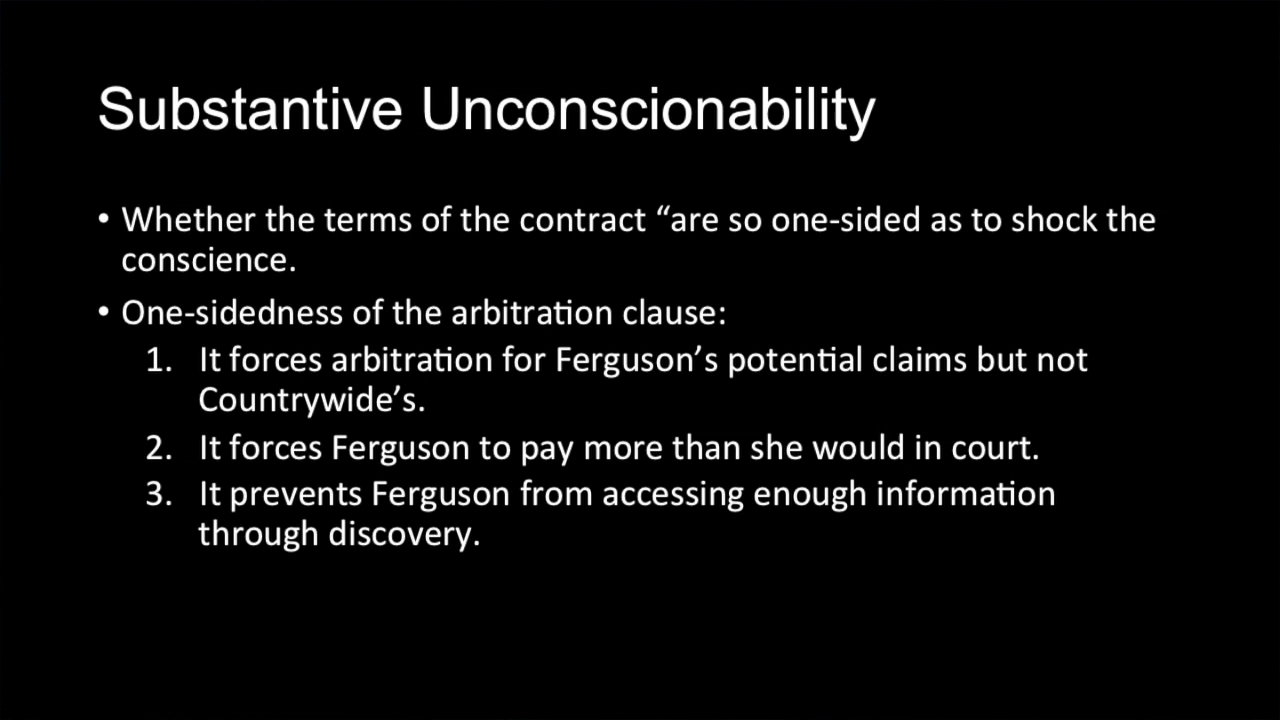 Substantive Unconscionability
• Whether the terms of the contract “are so one-sided as to shock the
conscience.
• One-sidedness of the arbitration clause:
1. It forces arbitration for Ferguson’s potential claims but not
Countrywide’s.
2. It forces Ferguson to pay more than she would in court.
3. It prevents Ferguson from accessing enough information
through discovery.